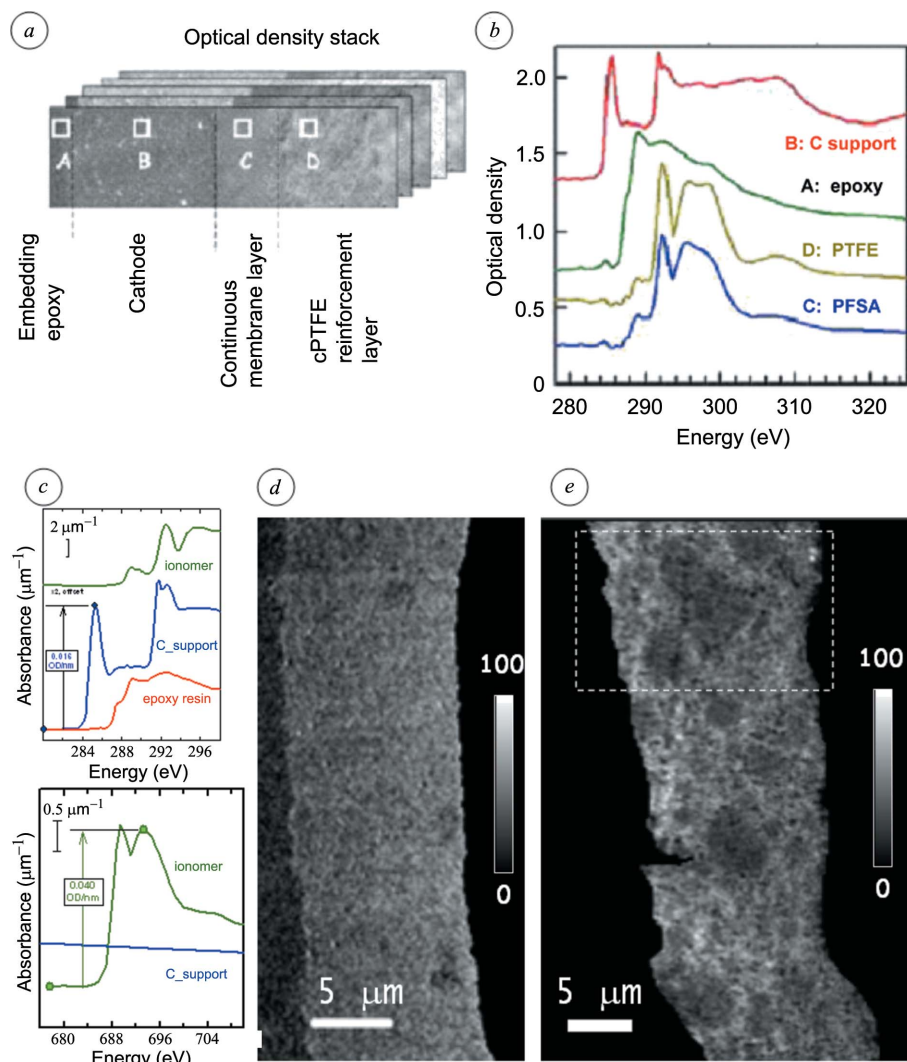 a
Optical density stack
A
B
C
D
Embedding
epoxy
Cathode
Continuous
membrane layer
cPTFE
reinforcement
layer
b
Optical density
2.0
1.5
1.0
0.5
0
B: C support
A: epoxy
D: PTFE
C: PFSA
280
290
300
310
320
Energy (eV)
c
Absorbance (μm⁻¹)
2 μm⁻¹
ionomer
x2, offset
0.016
OD/nm
C_support
epoxy resin
284 288 292 296
Energy (eV)
Absorbance (μm⁻¹)
0.5 μm⁻¹
ionomer
0.040
OD/nm
C_support
680 688 696 704
Energy (eV)
d
100
0
5 μm
e
100
0
5 μm